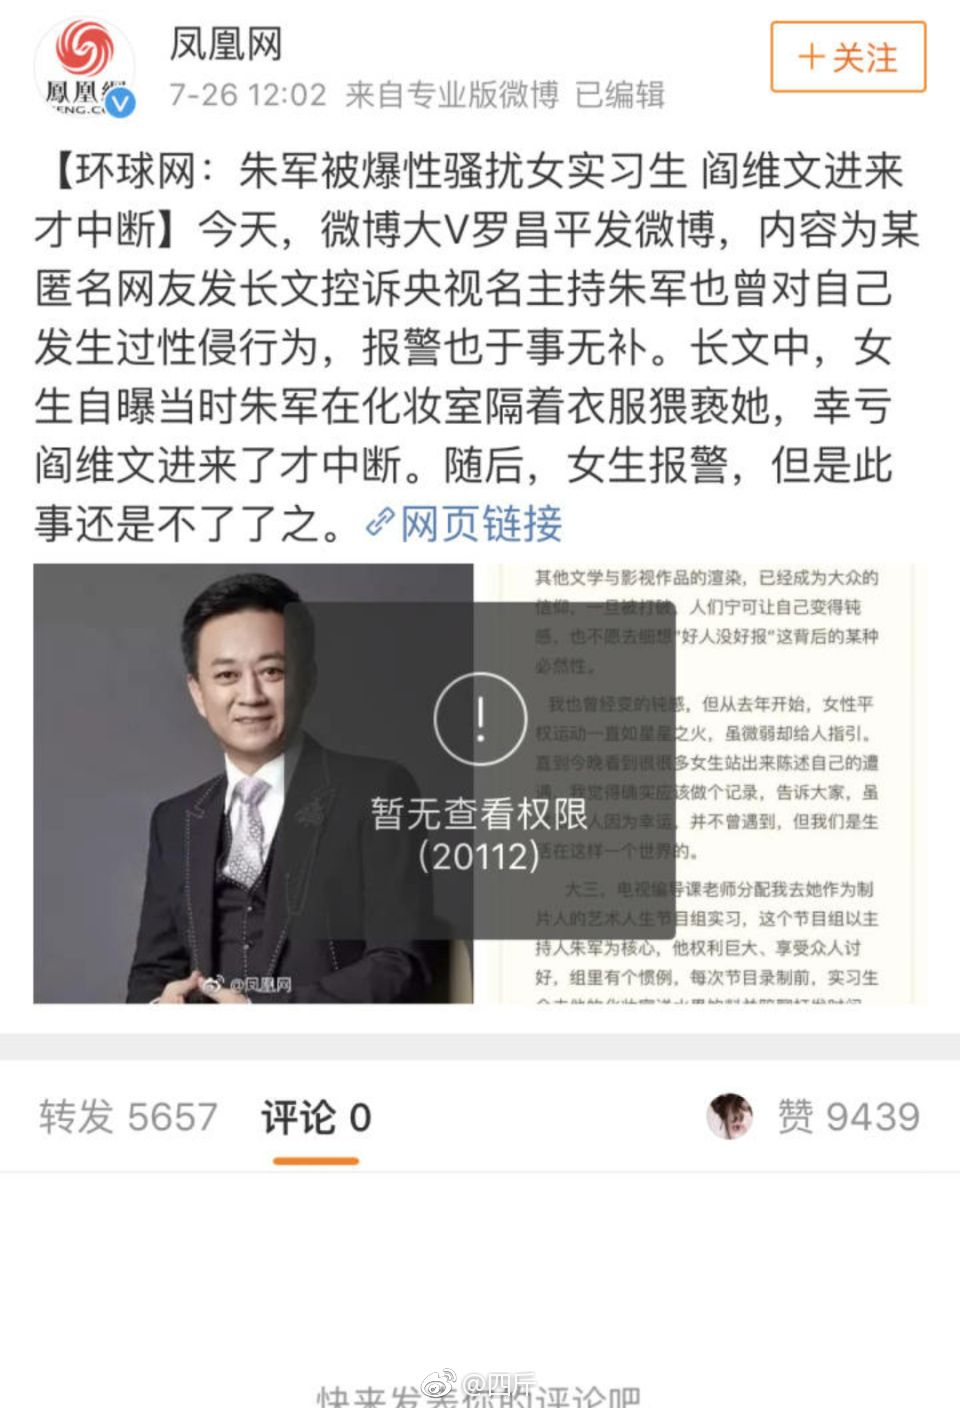 凤凰网
＋关注
7-26 12:02 来自专业版微博 已编辑
鳳凰網
【环球网：朱军被爆性骚扰女实习生 阎维文进来
才中断】今天，微博大V罗昌平发微博，内容为某
匿名网友发长文控诉央视名主持朱军也曾对自己
发生过性侵行为，报警也于事无补。长文中，女
生自曝当时朱军在化妆室隔着衣服猥亵她，幸亏
阎维文进来了才中断。随后，女生报警，但是此
事还是不了了之。网页链接
其他文学与影视作品的渲染，已经成为大众的
信仰，一旦被打破，人们宁可让自己变得钝
感，也不愿去细想“好人没好报”这背后的某种
必然性。
我也曾经变的钝感，但从去年开始，女性平
权运动一直如星星之火，虽微弱却给人指引。
直到今晚看到很很多女生站出来陈述自己的遭
遇，我觉得确实应该做个记录，告诉大家，虽
人因为幸运，并不曾遇到，但我们是生
活在这样一个世界的。
大三，电视编导课老师分配我去她作为制
片人的艺术人生节目组实习，这个节目组以主
持人朱军为核心，他权利巨大、享受众人讨
好，组里有个惯例，每次节目录制前，实习生
暂无查看权限
(20112)
@凤凰网
转发 5657 评论 0 赞 9439
快来发表你的评论吧
@四斤